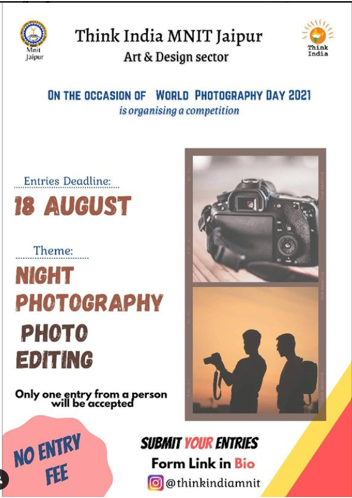 Think India MNIT Jaipur
Mnit
Jaipur
Think
India
Art & Design sector
ON THE OCCASION OF WORLD PHOTOGRAPHY DAY 2021
is organising a competition
Entries Deadline:
18 AUGUST
Theme:
NIGHT
PHOTOGRAPHY
PHOTO
EDITING
Only one entry from a person
will be accepted
NO ENTRY
FEE
SUBMIT YOUR ENTRIES
Form Link in Bio
@thinkindiamnit